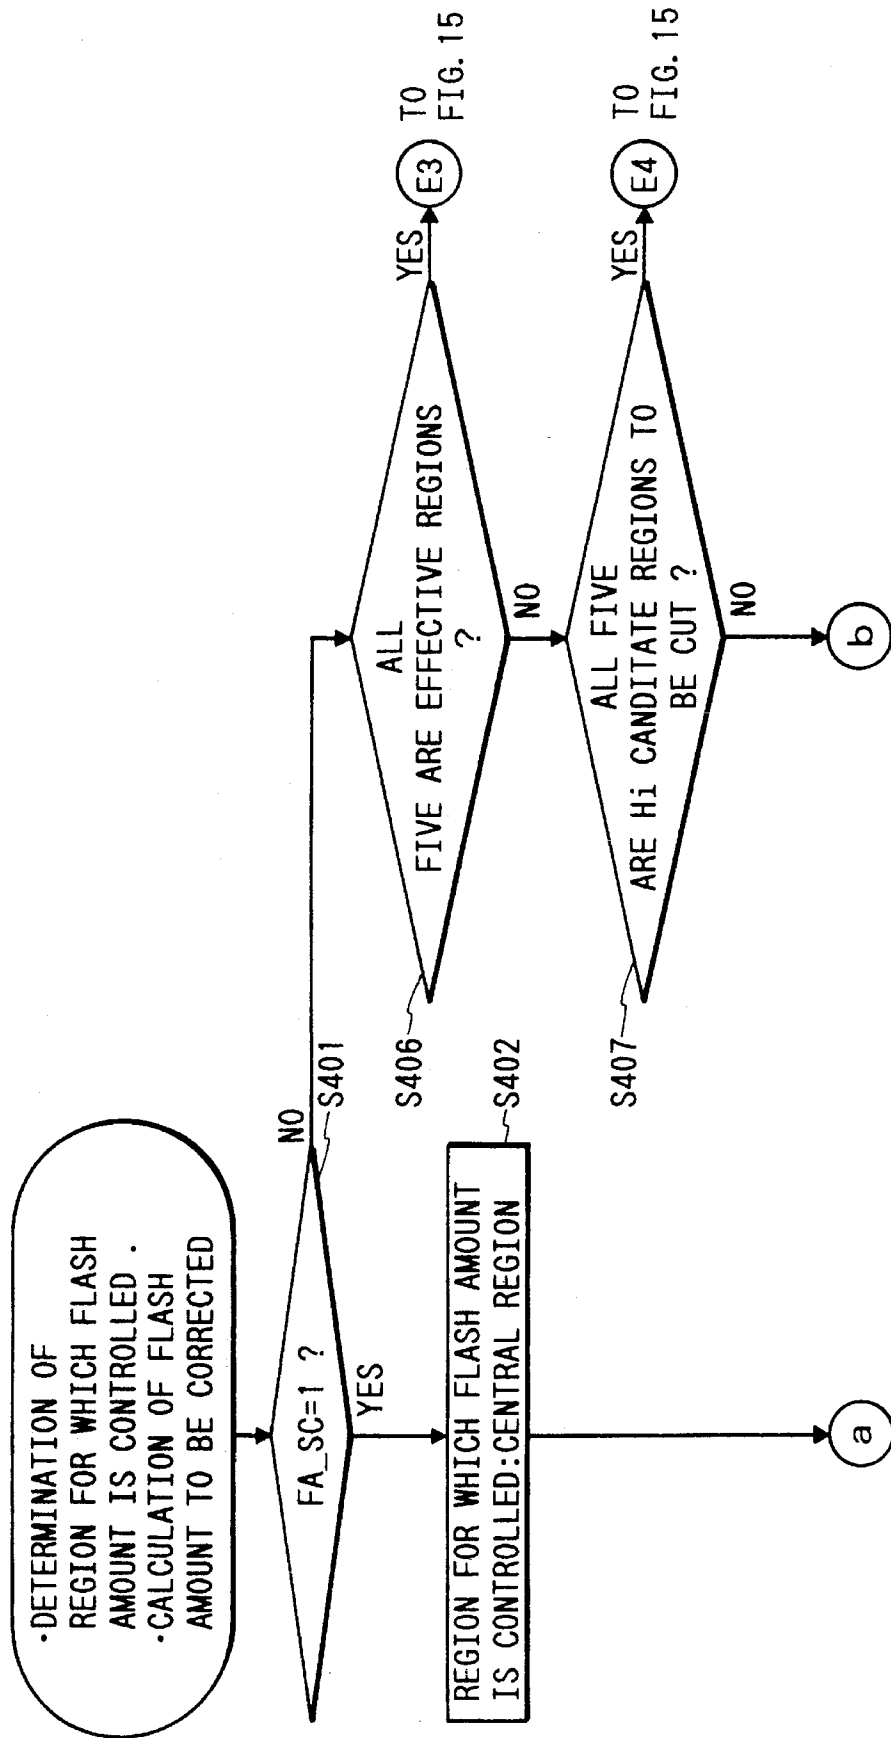 ·DETERMINATION OF
REGION FOR WHICH FLASH
AMOUNT IS CONTROLLED .
·CALCULATION OF FLASH
AMOUNT TO BE CORRECTED
FA_SC=1 ?
NO
S401
YES
REGION FOR WHICH FLASH AMOUNT
IS CONTROLLED:CENTRAL REGION
S402
a
S406
ALL
FIVE ARE EFFECTIVE REGIONS
?
YES
E3
TO
FIG. 15
NO
S407
ALL FIVE
ARE Hi CANDITATE REGIONS TO
BE CUT ?
YES
E4
TO
FIG. 15
NO
b